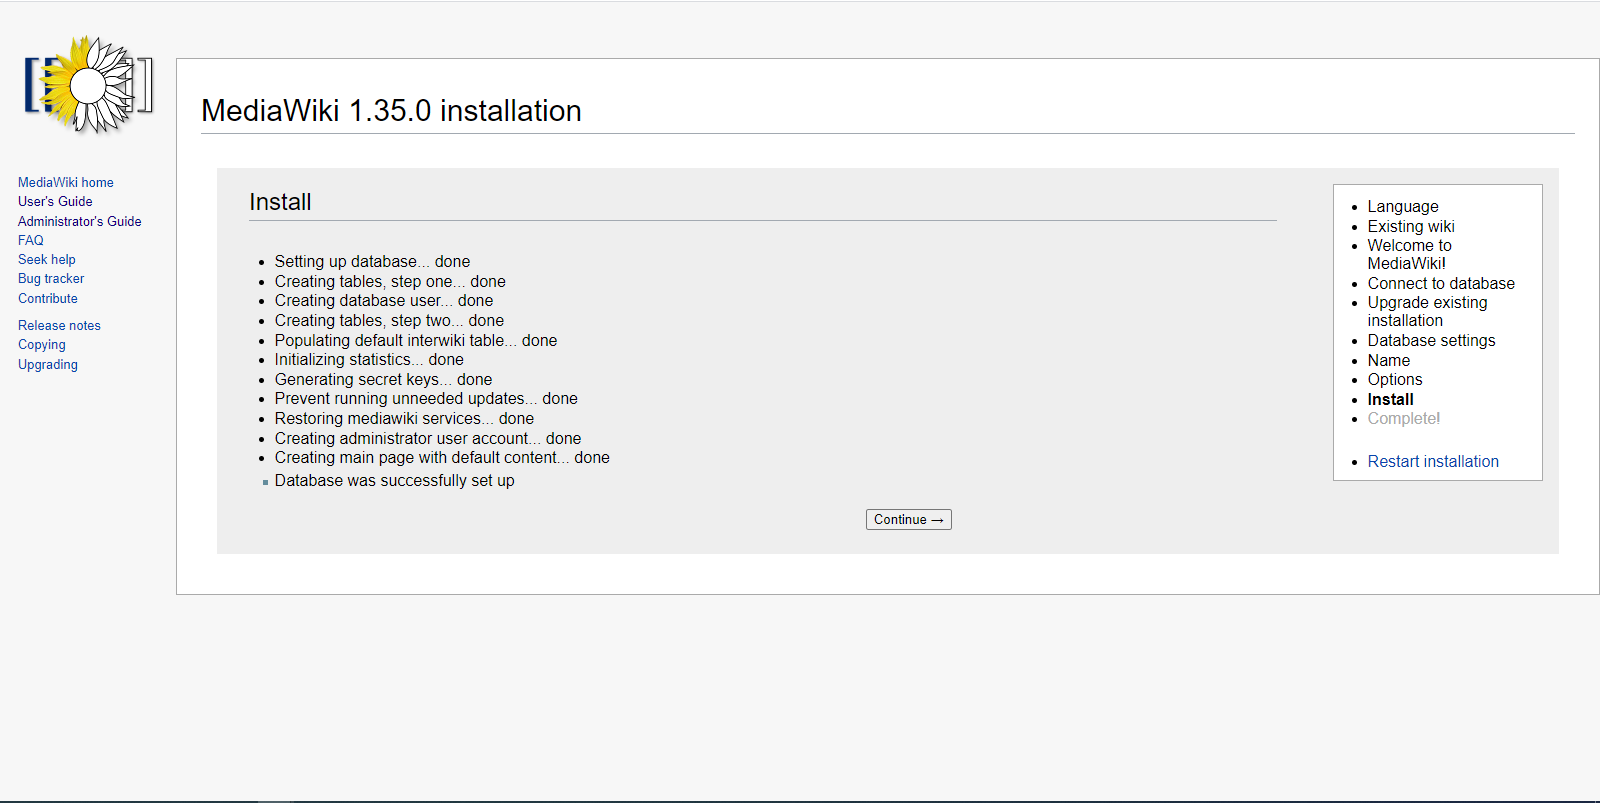 MediaWiki home
User's Guide
Administrator's Guide
FAQ
Seek help
Bug tracker
Contribute
Release notes
Copying
Upgrading
MediaWiki 1.35.0 installation
Install
Setting up database... done
Creating tables, step one... done
Creating database user... done
Creating tables, step two... done
Populating default interwiki table... done
Initializing statistics... done
Generating secret keys... done
Prevent running unneeded updates... done
Restoring mediawiki services... done
Creating administrator user account... done
Creating main page with default content... done
Database was successfully set up
Continue →
Language
Existing wiki
Welcome to
MediaWiki!
Connect to database
Upgrade existing
installation
Database settings
Name
Options
Install
Complete!
Restart installation